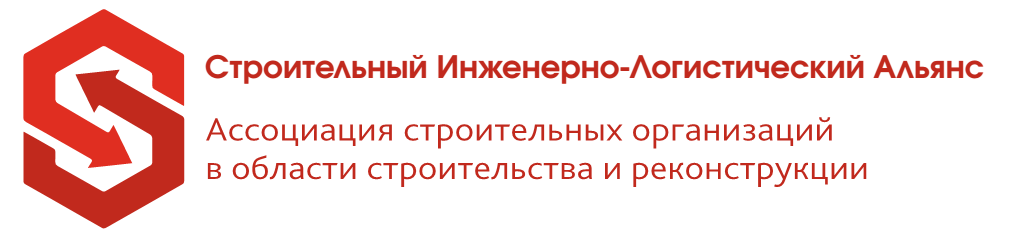 Строительный Инженерно-Логистический Альянс
Ассоциация строительных организаций
в области строительства и реконструкции